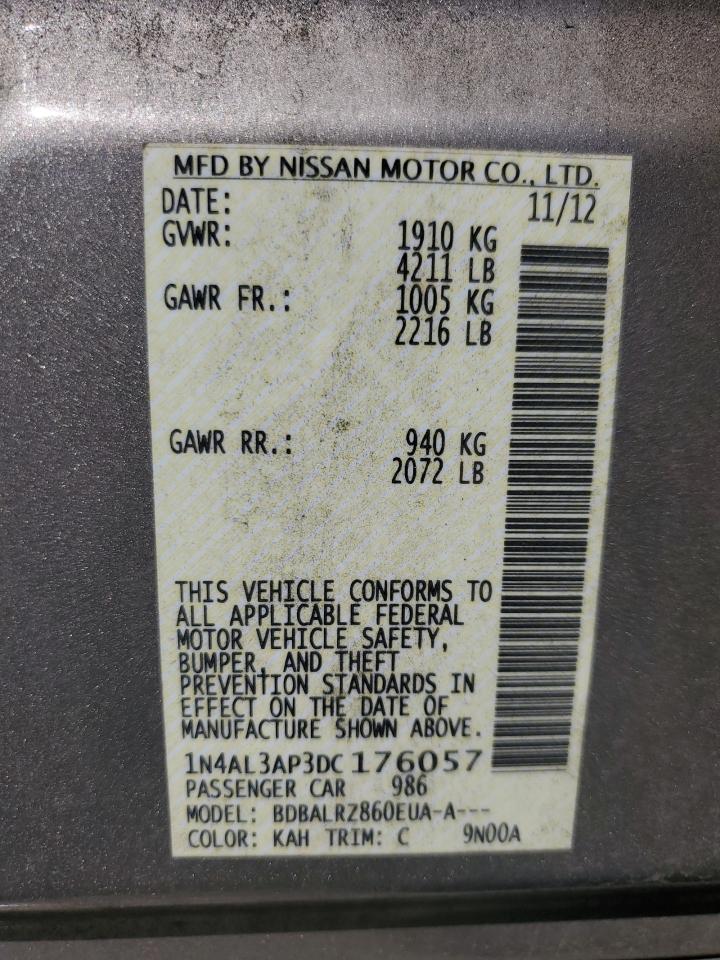 MFD BY NISSAN MOTOR CO., LTD.
DATE: 11/12
GVWR: 1910 KG
4211 LB
GAWR FR.: 1005 KG
2216 LB
GAWR RR.: 940 KG
2072 LB
THIS VEHICLE CONFORMS TO
ALL APPLICABLE FEDERAL
MOTOR VEHICLE SAFETY,
BUMPER, AND THEFT
PREVENTION STANDARDS IN
EFFECT ON THE DATE OF
MANUFACTURE SHOWN ABOVE.
1N4AL3AP3DC 176057
PASSENGER CAR 986
MODEL: BDBALRZ860EUA-A---
COLOR: KAH TRIM: C 9N00A